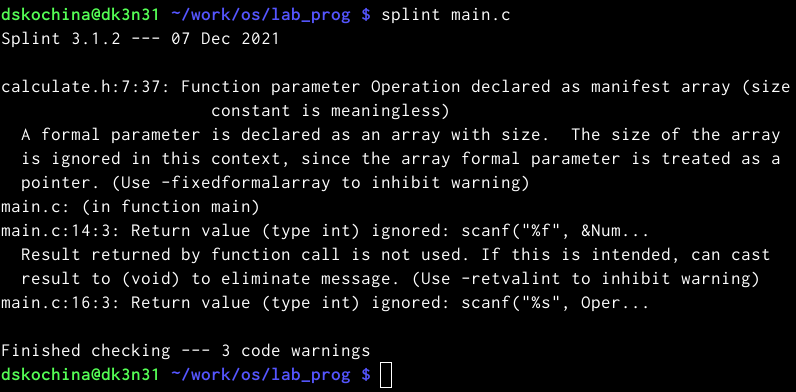 dskochina@dk3n31 ~/work/os/lab_prog $ splint main.c
Splint 3.1.2 --- 07 Dec 2021
calculate.h:7:37: Function parameter Operation declared as manifest array (size
constant is meaningless)
A formal parameter is declared as an array with size.  The size of the array
is ignored in this context, since the array formal parameter is treated as a
pointer. (Use -fixedformalarray to inhibit warning)
main.c: (in function main)
main.c:14:3: Return value (type int) ignored: scanf("%f", &Num...
Result returned by function call is not used. If this is intended, can cast
result to (void) to eliminate message. (Use -retvalint to inhibit warning)
main.c:16:3: Return value (type int) ignored: scanf("%s", Oper...
Finished checking --- 3 code warnings
dskochina@dk3n31 ~/work/os/lab_prog $